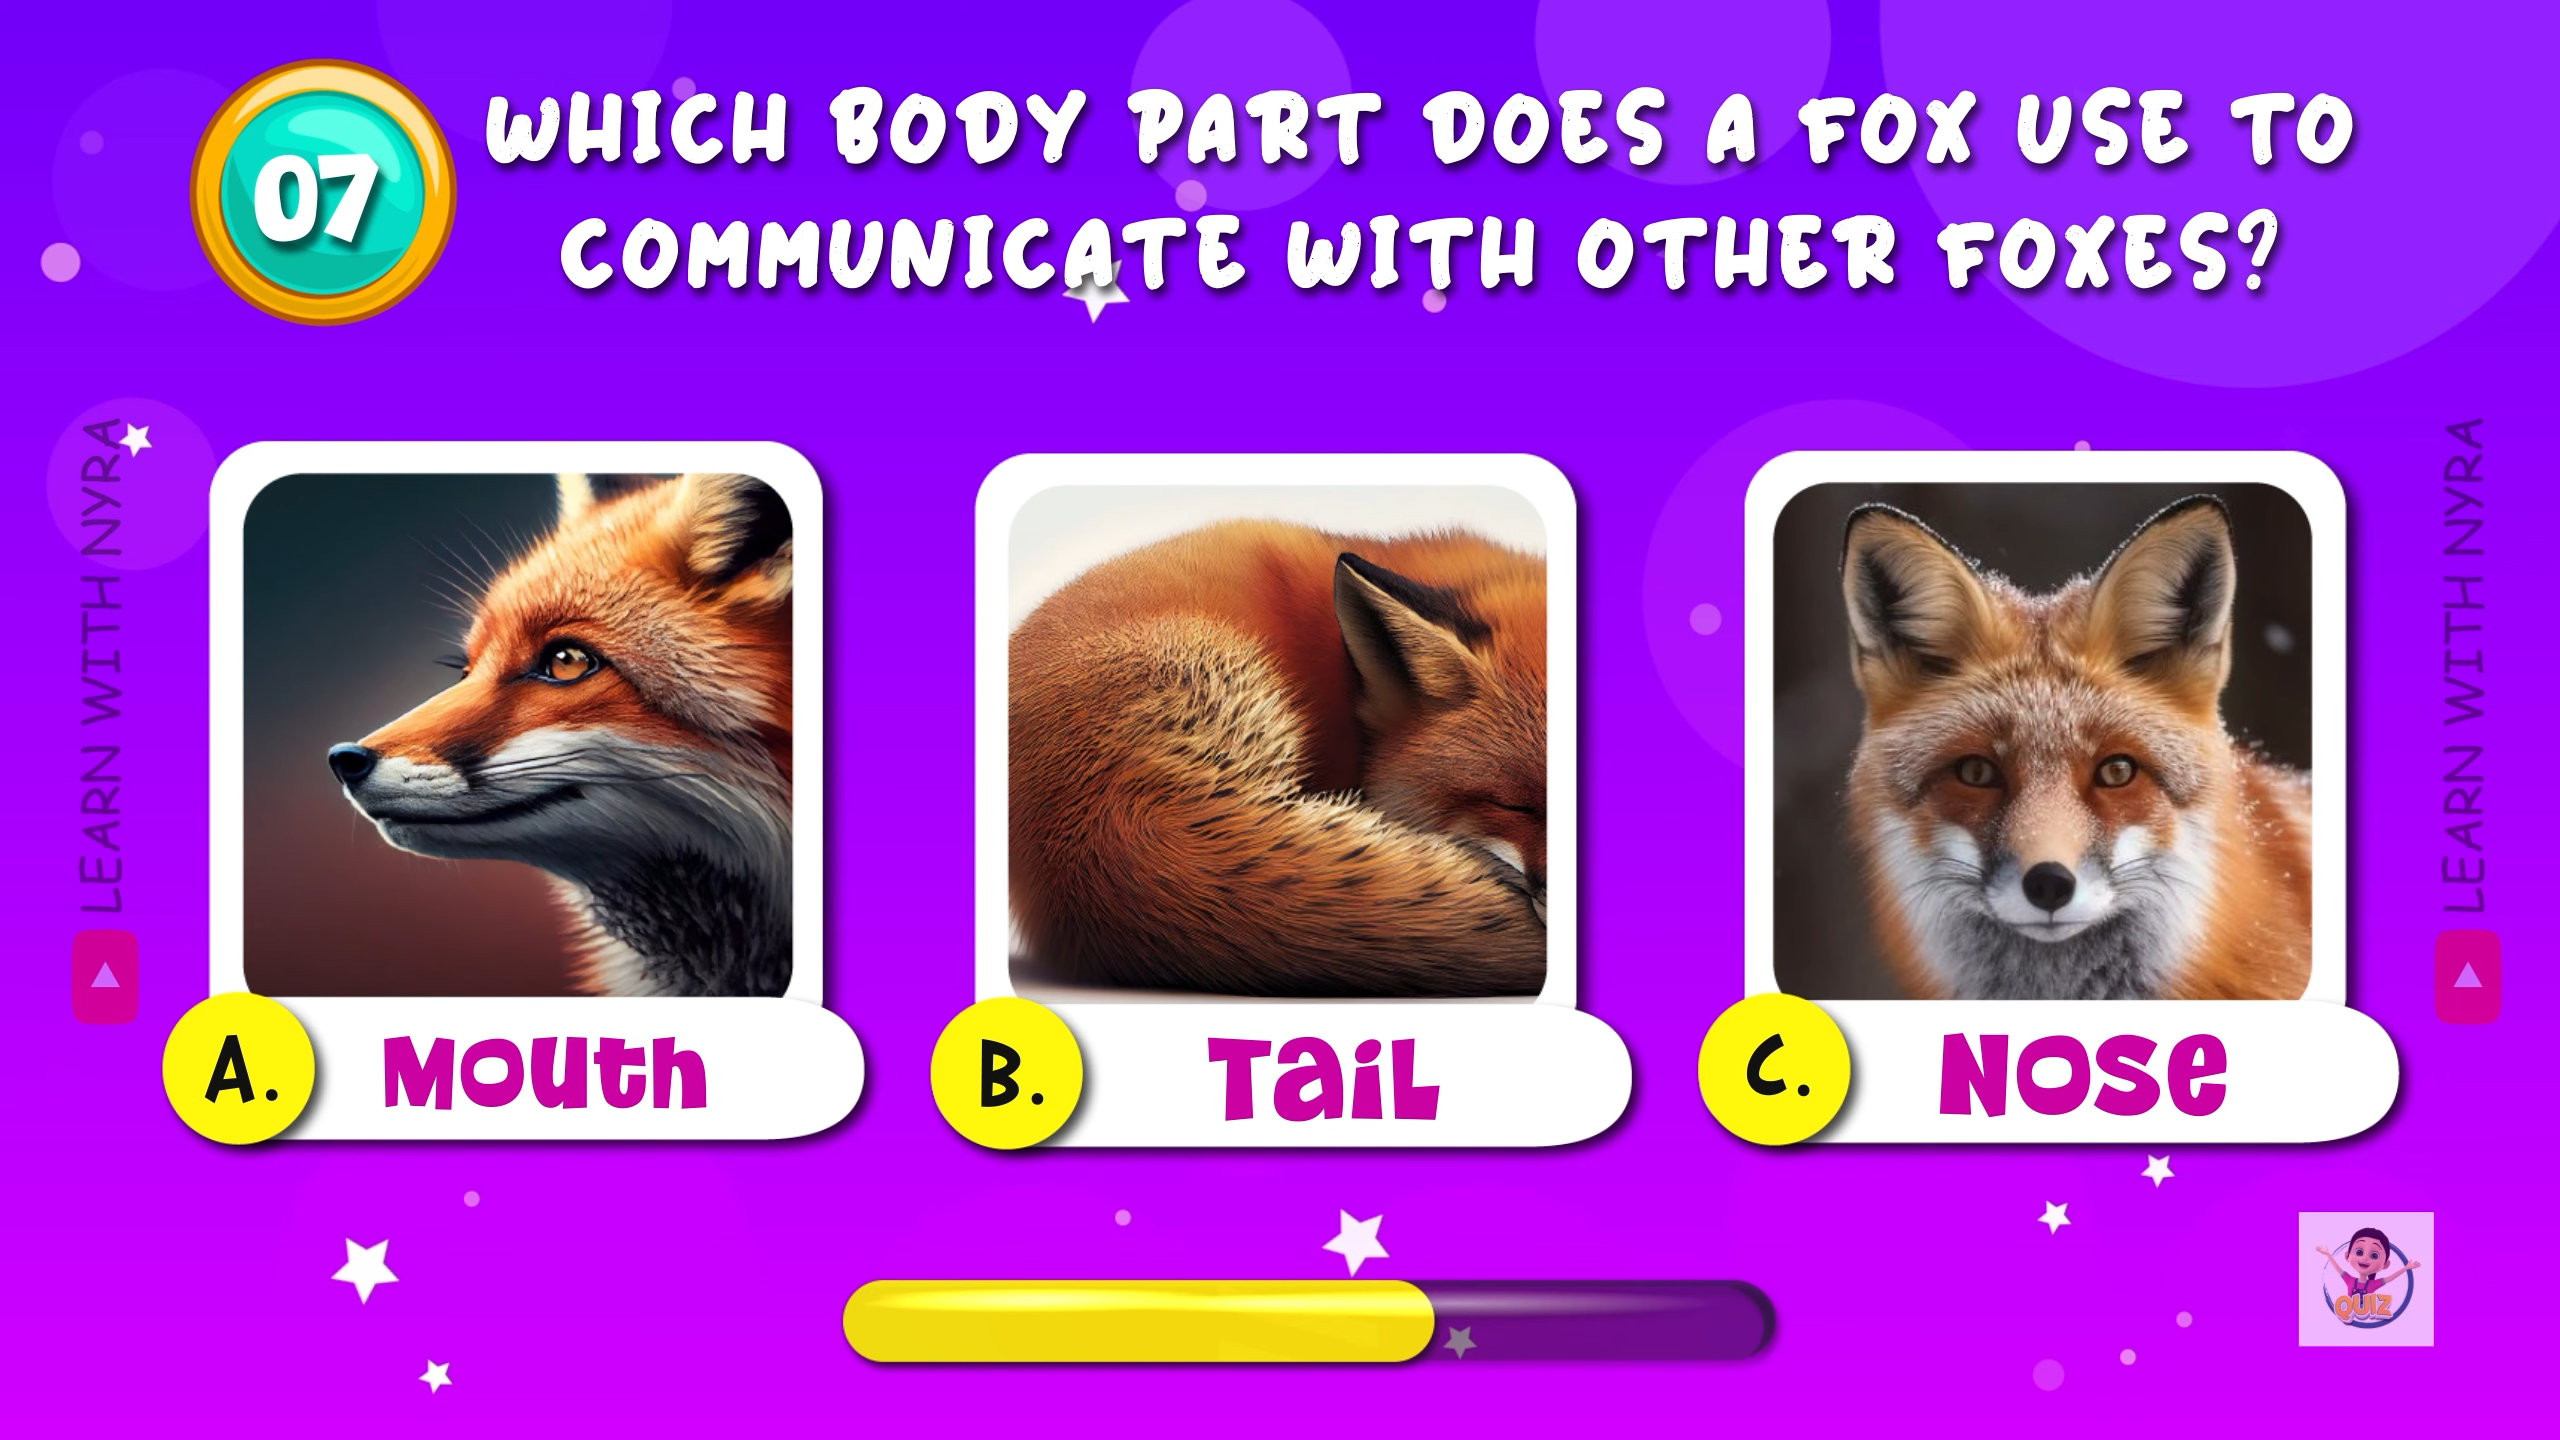 07
WHICH BODY PART DOES A FOX USE TO
COMMUNICATE WITH OTHER FOXES?
LEARN WITH NYRA
LEARN WITH NYRA
A. Mouth
B. Tail
C. Nose
QUIZ